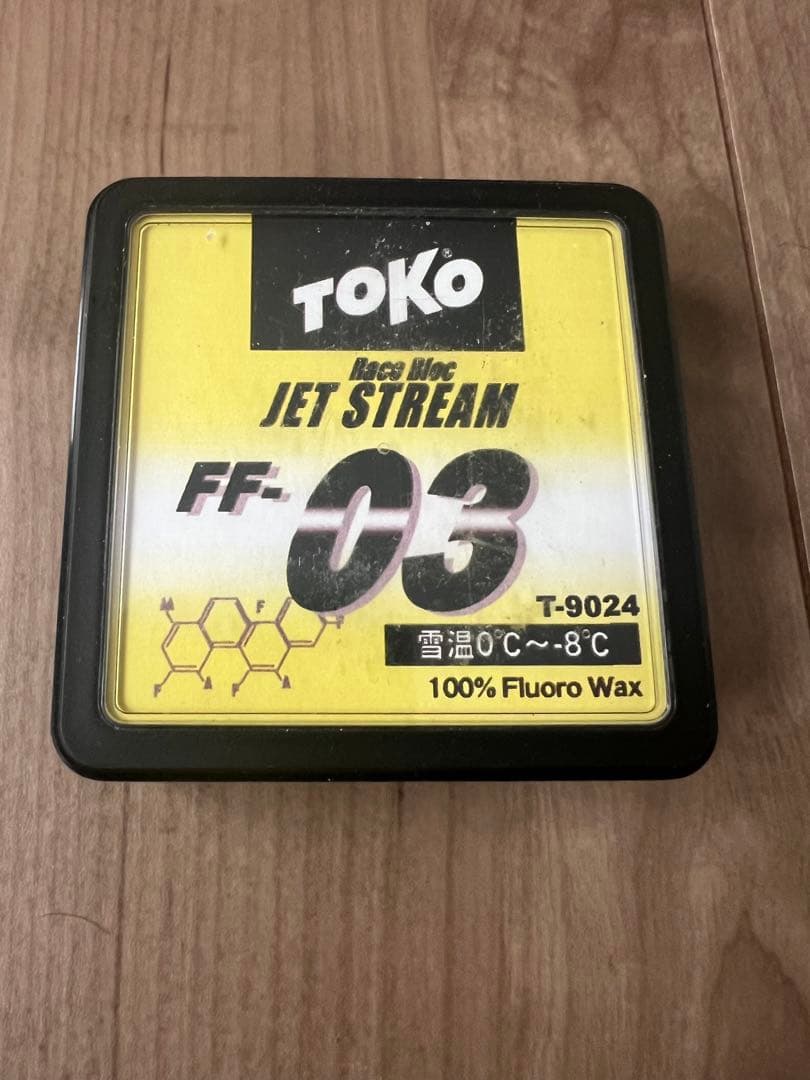 TOKO®
Race Bloc
JET STREAM
FF-03
T-9024
雪温0℃～-8℃
100% Fluoro Wax
F F
F A F A